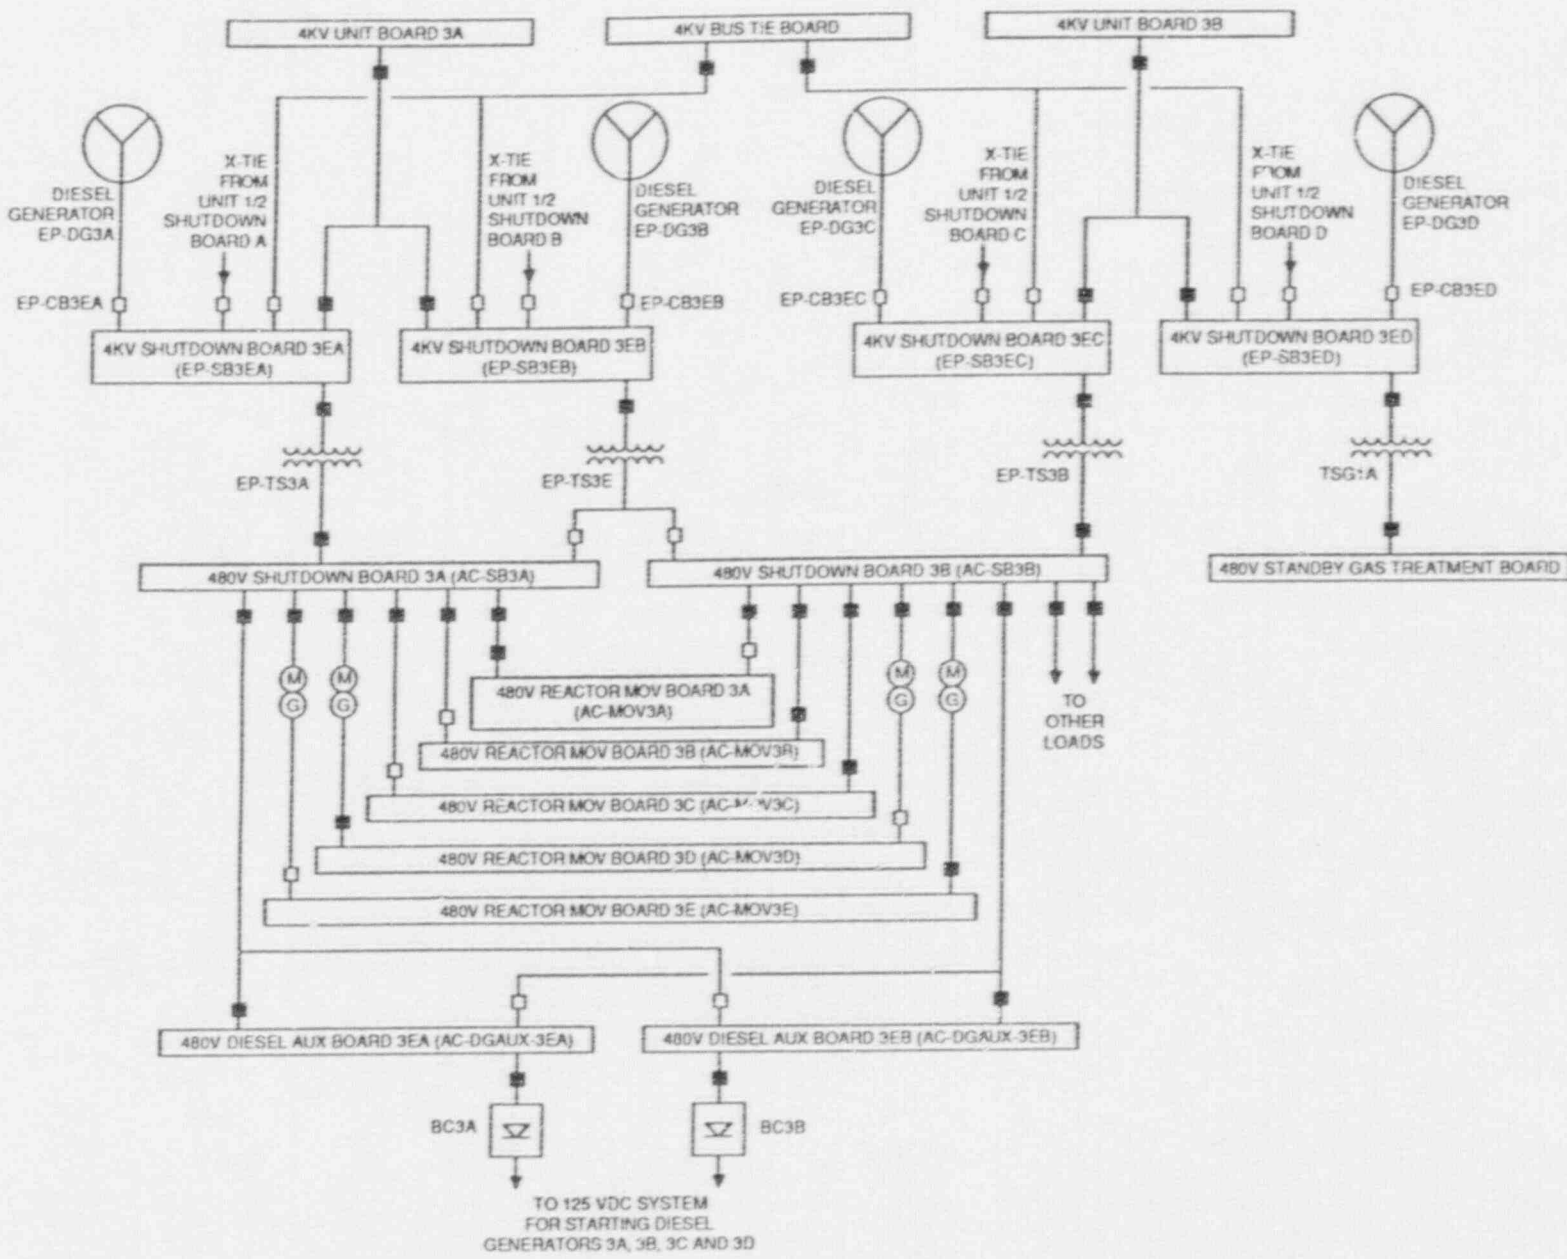 4KV UNIT BOARD 3A
4KV BUS TIE BOARD
4KV UNIT BOARD 3B
DIESEL
GENERATOR
EP-DG3A
X-TIE
FROM
UNIT 1/2
SHUTDOWN
BOARD A
X-TIE
FROM
UNIT 1/2
SHUTDOWN
BOARD B
DIESEL
GENERATOR
EP-DG3B
DIESEL
GENERATOR
EP-DG3C
X-TIE
FROM
UNIT 1/2
SHUTDOWN
BOARD C
X-TIE
FROM
UNIT 1/2
SHUTDOWN
BOARD D
DIESEL
GENERATOR
EP-DG3D
EP-CB3EA
EP-CB3EB
EP-CB3EC
EP-CB3ED
4KV SHUTDOWN BOARD 3EA
(EP-SB3EA)
4KV SHUTDOWN BOARD 3EB
(EP-SB3EB)
4KV SHUTDOWN BOARD 3EC
(EP-SB3EC)
4KV SHUTDOWN BOARD 3ED
(EP-SB3ED)
EP-TS3A
EP-TS3E
EP-TS3B
TSG1A
480V SHUTDOWN BOARD 3A (AC-SB3A)
480V SHUTDOWN BOARD 3B (AC-SB3B)
480V STANDBY GAS TREATMENT BOARD
M
G
M
G
M
G
M
G
480V REACTOR MOV BOARD 3A
(AC-MOV3A)
TO
OTHER
LOADS
480V REACTOR MOV BOARD 3B (AC-MOV3B)
480V REACTOR MOV BOARD 3C (AC-MOV3C)
480V REACTOR MOV BOARD 3D (AC-MOV3D)
480V REACTOR MOV BOARD 3E (AC-MOV3E)
480V DIESEL AUX BOARD 3EA (AC-DGAUX-3EA)
480V DIESEL AUX BOARD 3EB (AC-DGAUX-3EB)
BC3A
BC3B
TO 125 VDC SYSTEM
FOR STARTING DIESEL
GENERATORS 3A, 3B, 3C AND 3D